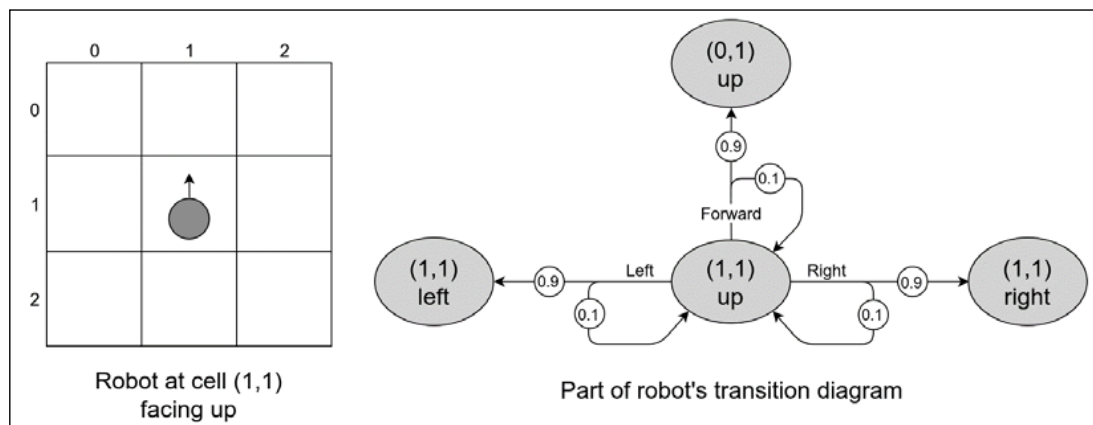 0 1 2
0
1
2
Robot at cell (1,1)
facing up
(0,1)
up
0.9
0.1
Forward
(1,1)
left
0.9
Left
0.1
(1,1)
up
Right
0.9
0.1
(1,1)
right
Part of robot's transition diagram